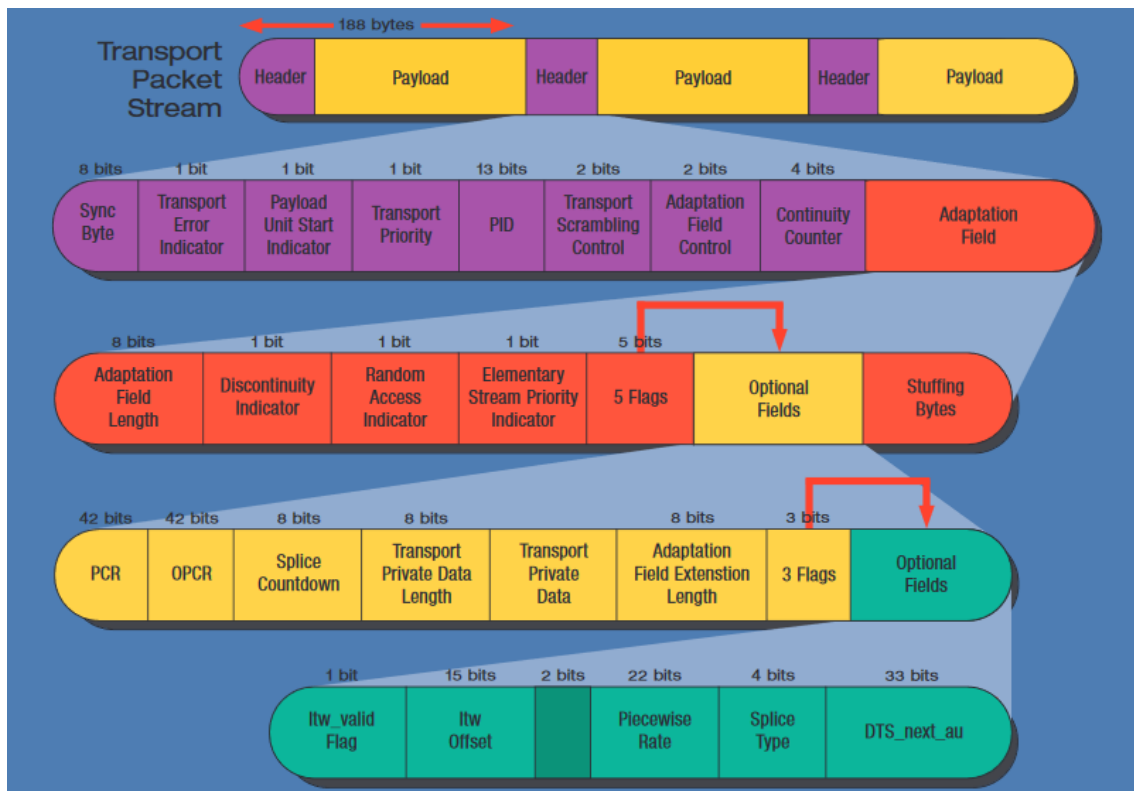 188 bytes
Transport
Packet
Stream
Header
Payload
Header
Payload
Header
Payload
8 bits
1 bit
1 bit
1 bit
13 bits
2 bits
2 bits
4 bits
Sync
Byte
Transport
Error
Indicator
Payload
Unit Start
Indicator
Transport
Priority
PID
Transport
Scrambling
Control
Adaptation
Field
Control
Continuity
Counter
Adaptation
Field
8 bits
1 bit
1 bit
1 bit
5 bits
Adaptation
Field
Length
Discontinuity
Indicator
Random
Access
Indicator
Elementary
Stream Priority
Indicator
5 Flags
Optional
Fields
Stuffing
Bytes
42 bits
42 bits
8 bits
8 bits
8 bits
3 bits
PCR
OPCR
Splice
Countdown
Transport
Private Data
Length
Transport
Private
Data
Adaptation
Field Extenstion
Length
3 Flags
Optional
Fields
1 bit
15 bits
2 bits
22 bits
4 bits
33 bits
ltw_valid
Flag
ltw
Offset
Piecewise
Rate
Splice
Type
DTS_next_au